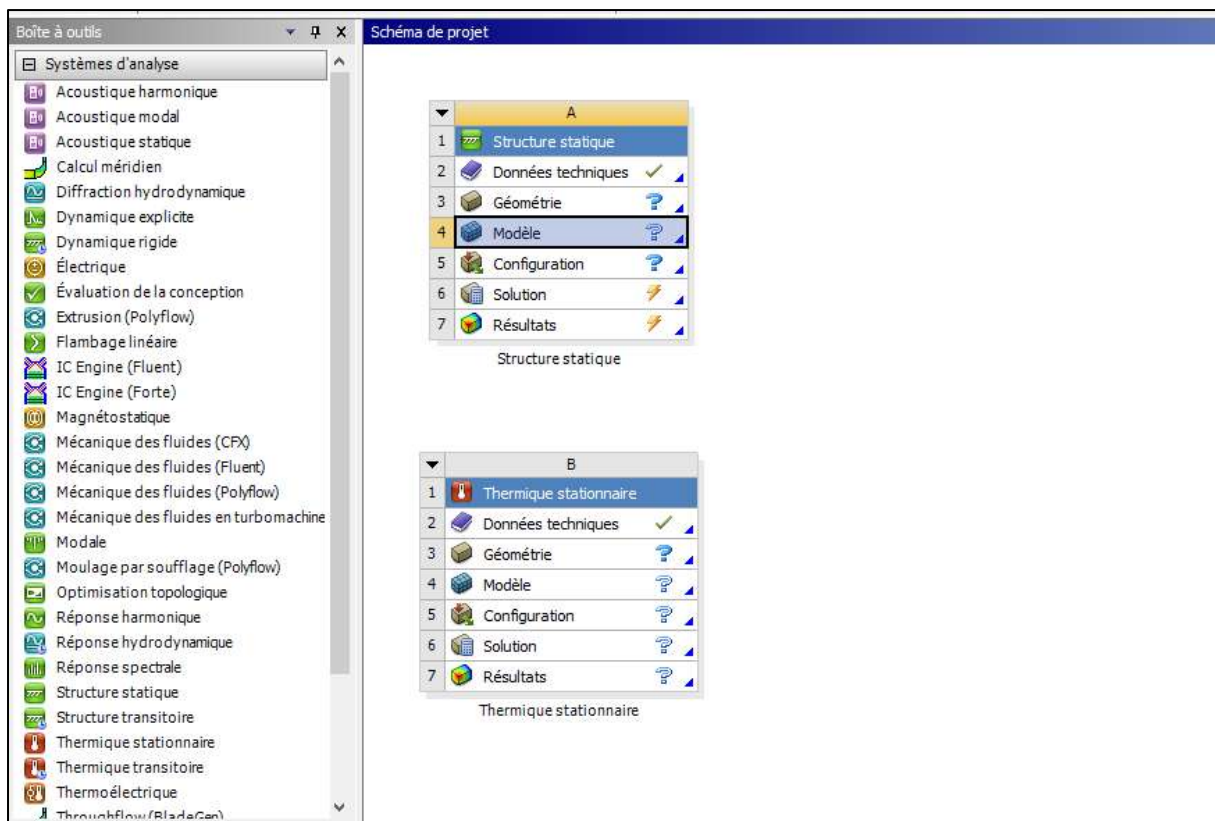 Boîte à outils
Systèmes d'analyse
Acoustique harmonique
Acoustique modal
Acoustique statique
Calcul méridien
Diffraction hydrodynamique
Dynamique explicite
Dynamique rigide
Électrique
Évaluation de la conception
Extrusion (Polyflow)
Flambage linéaire
IC Engine (Fluent)
IC Engine (Forte)
Magnétostatique
Mécanique des fluides (CFX)
Mécanique des fluides (Fluent)
Mécanique des fluides (Polyflow)
Mécanique des fluides en turbomachine
Modale
Moulage par soufflage (Polyflow)
Optimisation topologique
Réponse harmonique
Réponse hydrodynamique
Réponse spectrale
Structure statique
Structure transitoire
Thermique stationnaire
Thermique transitoire
Thermoélectrique
Throughflow (BladeGen)
Schéma de projet
A
1 Structure statique
2 Données techniques
3 Géométrie
4 Modèle
5 Configuration
6 Solution
7 Résultats
Structure statique
B
1 Thermique stationnaire
2 Données techniques
3 Géométrie
4 Modèle
5 Configuration
6 Solution
7 Résultats
Thermique stationnaire